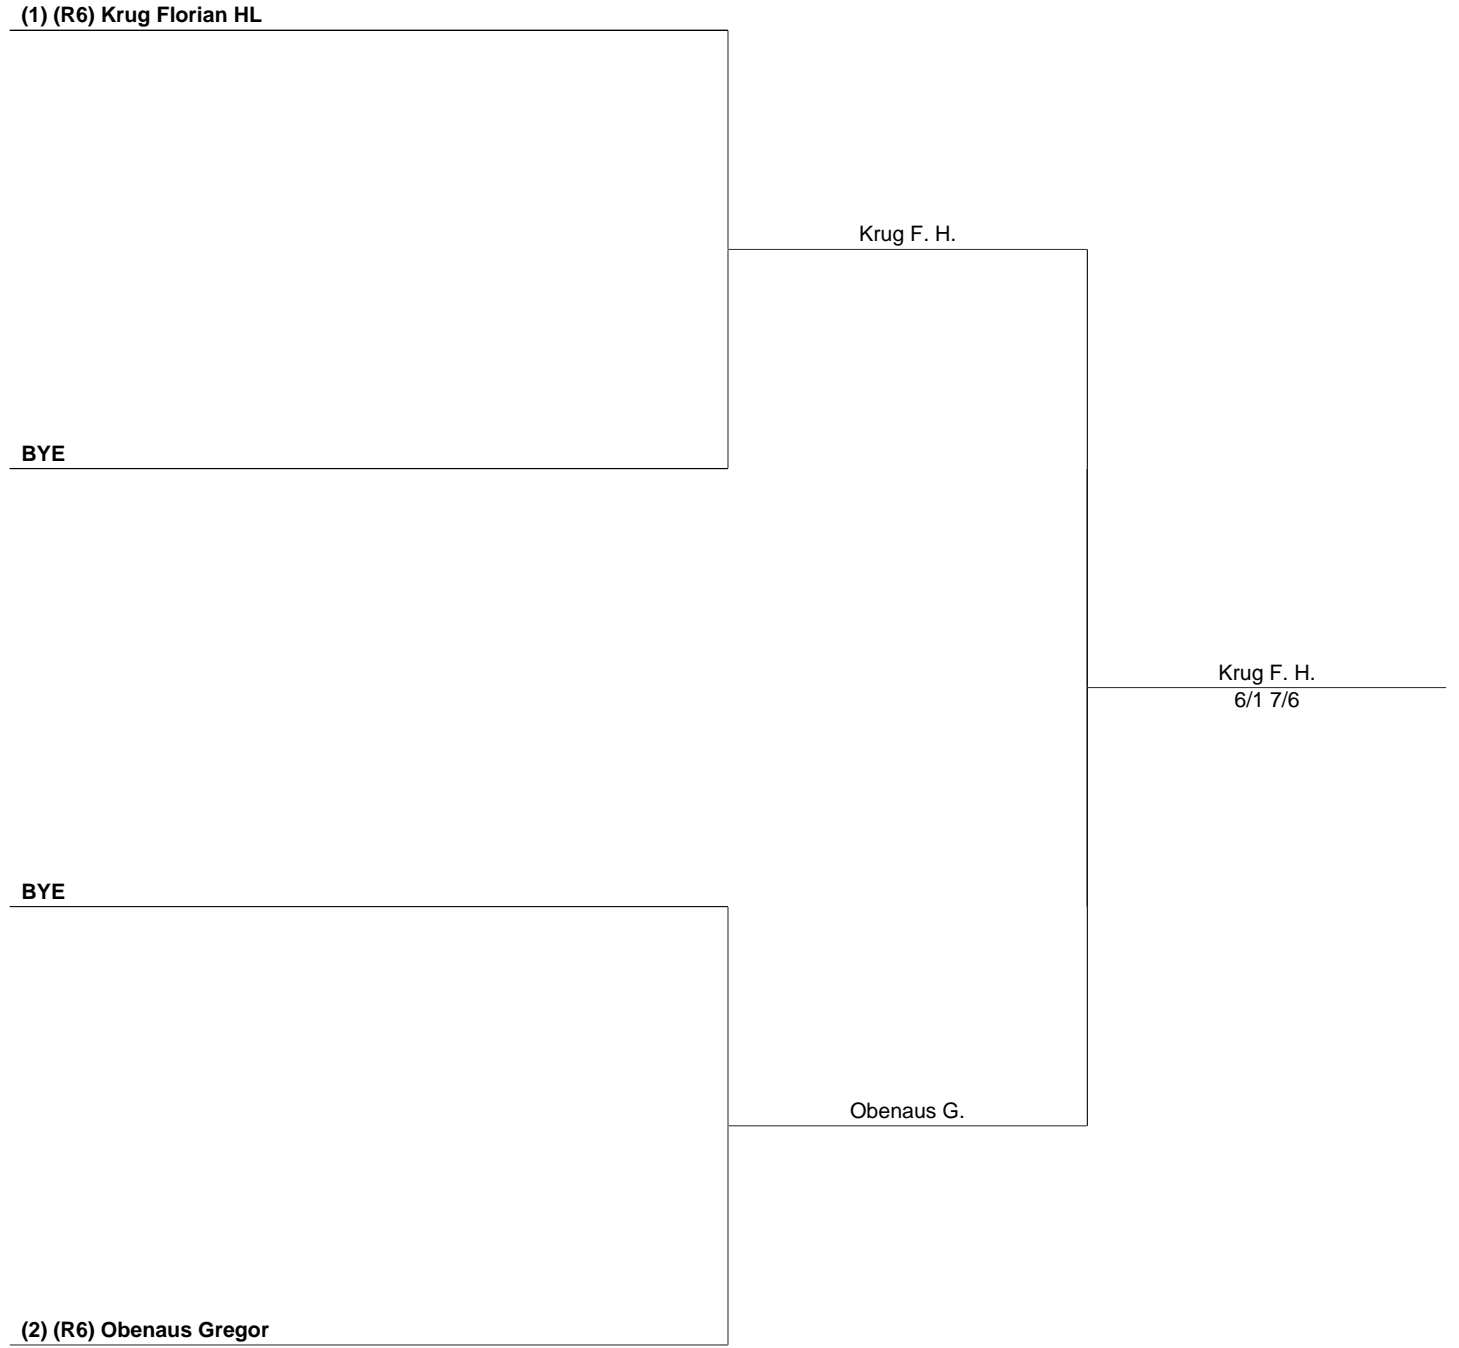 (1) (R6) Krug Florian HL
Krug F. H.
BYE
Krug F. H.
6/1 7/6
BYE
Obenaus G.
(2) (R6) Obenaus Gregor